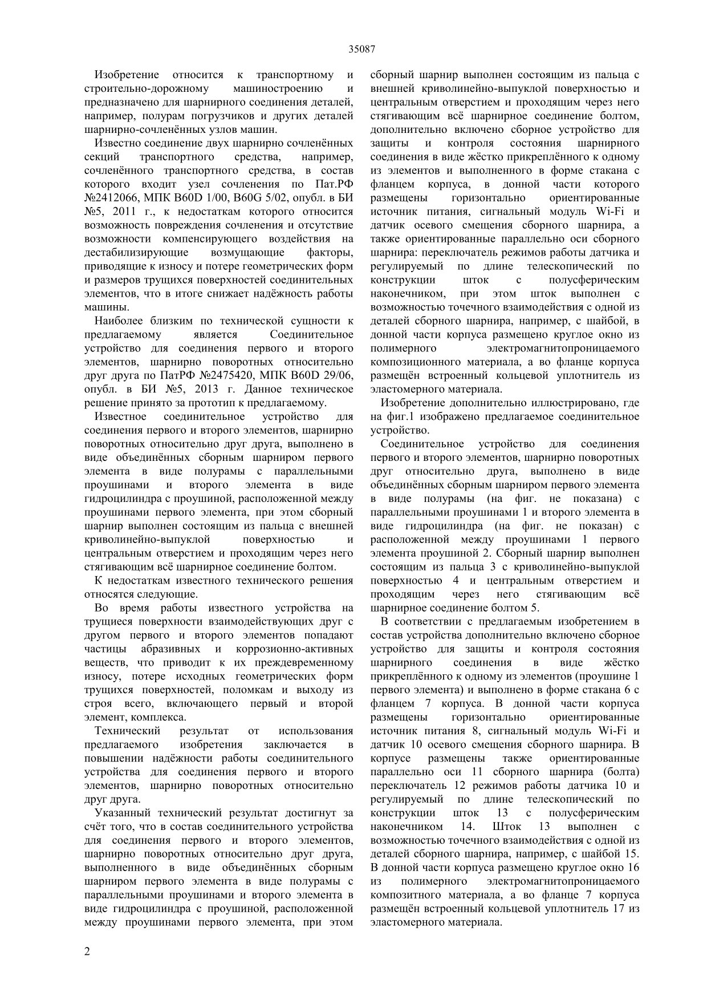 35087
Изобретение относится к транспортному и
строительно-дорожному машиностроению и
предназначено для шарнирного соединения деталей,
например, полурам погрузчиков и других деталей
шарнирно-сочленённых узлов машин.
Известно соединение двух шарнирно сочленённых
секций транспортного средства, например,
сочленённого транспортного средства, в состав
которого входит узел сочленения по Пат.РФ
№2412066, МПК B60D 1/00, B60G 5/02, опубл. в БИ
№5, 2011 г., к недостаткам которого относится
возможность повреждения сочленения и отсутствие
возможности компенсирующего воздействия на
дестабилизирующие возмущающие факторы,
приводящие к износу и потере геометрических форм
и размеров трущихся поверхностей соединительных
элементов, что в итоге снижает надёжность работы
машины.
Наиболее близким по технической сущности к
предлагаемому является Соединительное
устройство для соединения первого и второго
элементов, шарнирно поворотных относительно
друг друга по ПатРФ №2475420, МПК B60D 29/06,
опубл. в БИ №5, 2013 г. Данное техническое
решение принято за прототип к предлагаемому.
Известное соединительное устройство для
соединения первого и второго элементов, шарнирно
поворотных относительно друг друга, выполнено в
виде объединённых сборным шарниром первого
элемента в виде полурамы с параллельными
проушинами и второго элемента в виде
гидроцилиндра с проушиной, расположенной между
проушинами первого элемента, при этом сборный
шарнир выполнен состоящим из пальца с внешней
криволинейно-выпуклой поверхностью и
центральным отверстием и проходящим через него
стягивающим всё шарнирное соединение болтом.
К недостаткам известного технического решения
относятся следующие.
Во время работы известного устройства на
трущиеся поверхности взаимодействующих друг с
другом первого и второго элементов попадают
частицы абразивных и коррозионно-активных
веществ, что приводит к их преждевременному
износу, потере исходных геометрических форм
трущихся поверхностей, поломкам и выходу из
строя всего, включающего первый и второй
элемент, комплекса.
Технический результат от использования
предлагаемого изобретения заключается в
повышении надёжности работы соединительного
устройства для соединения первого и второго
элементов, шарнирно поворотных относительно
друг друга.
Указанный технический результат достигнут за
счёт того, что в состав соединительного устройства
для соединения первого и второго элементов,
шарнирно поворотных относительно друг друга,
выполненного в виде объединённых сборным
шарниром первого элемента в виде полурамы с
параллельными проушинами и второго элемента в
виде гидроцилиндра с проушиной, расположенной
между проушинами первого элемента, при этом
сборный шарнир выполнен состоящим из пальца с
внешней криволинейно-выпуклой поверхностью и
центральным отверстием и проходящим через него
стягивающим всё шарнирное соединение болтом,
дополнительно включено сборное устройство для
защиты и контроля состояния шарнирного
соединения в виде жёстко прикреплённого к одному
из элементов и выполненного в форме стакана с
фланцем корпуса, в донной части которого
размещены горизонтально ориентированные
источник питания, сигнальный модуль Wi-Fi и
датчик осевого смещения сборного шарнира, а
также ориентированные параллельно оси сборного
шарнира: переключатель режимов работы датчика и
регулируемый по длине телескопический по
конструкции шток с полусферическим
наконечником, при этом шток выполнен с
возможностью точечного взаимодействия с одной из
деталей сборного шарнира, например, с шайбой, в
донной части корпуса размещено круглое окно из
полимерного электромагнитопроницаемого
композиционного материала, а во фланце корпуса
размещён встроенный кольцевой уплотнитель из
эластомерного материала.
Изобретение дополнительно иллюстрировано, где
на фиг.1 изображено предлагаемое соединительное
устройство.
Соединительное устройство для соединения
первого и второго элементов, шарнирно поворотных
друг относительно друга, выполнено в виде
объединённых сборным шарниром первого элемента
в виде полурамы (на фиг. не показана) с
параллельными проушинами 1 и второго элемента в
виде гидроцилиндра (на фиг. не показан) с
расположенной между проушинами 1 первого
элемента проушиной 2. Сборный шарнир выполнен
состоящим из пальца 3 с криволинейно-выпуклой
поверхностью 4 и центральным отверстием и
проходящим через него стягивающим всё
шарнирное соединение болтом 5.
В соответствии с предлагаемым изобретением в
состав устройства дополнительно включено сборное
устройство для защиты и контроля состояния
шарнирного соединения в виде жёстко
прикреплённого к одному из элементов (проушине 1
первого элемента) и выполнено в форме стакана 6 с
фланцем 7 корпуса. В донной части корпуса
размещены горизонтально ориентированные
источник питания 8, сигнальный модуль Wi-Fi и
датчик 10 осевого смещения сборного шарнира. В
корпусе размещены также ориентированные
параллельно оси 11 сборного шарнира (болта)
переключатель 12 режимов работы датчика 10 и
регулируемый по длине телескопический по
конструкции шток 13 с полусферическим
наконечником 14. Шток 13 выполнен с
возможностью точечного взаимодействия с одной из
деталей сборного шарнира, например, с шайбой 15.
В донной части корпуса размещено круглое окно 16
из полимерного электромагнитопроницаемого
композитного материала, а во фланце 7 корпуса
размещён встроенный кольцевой уплотнитель 17 из
эластомерного материала.
2